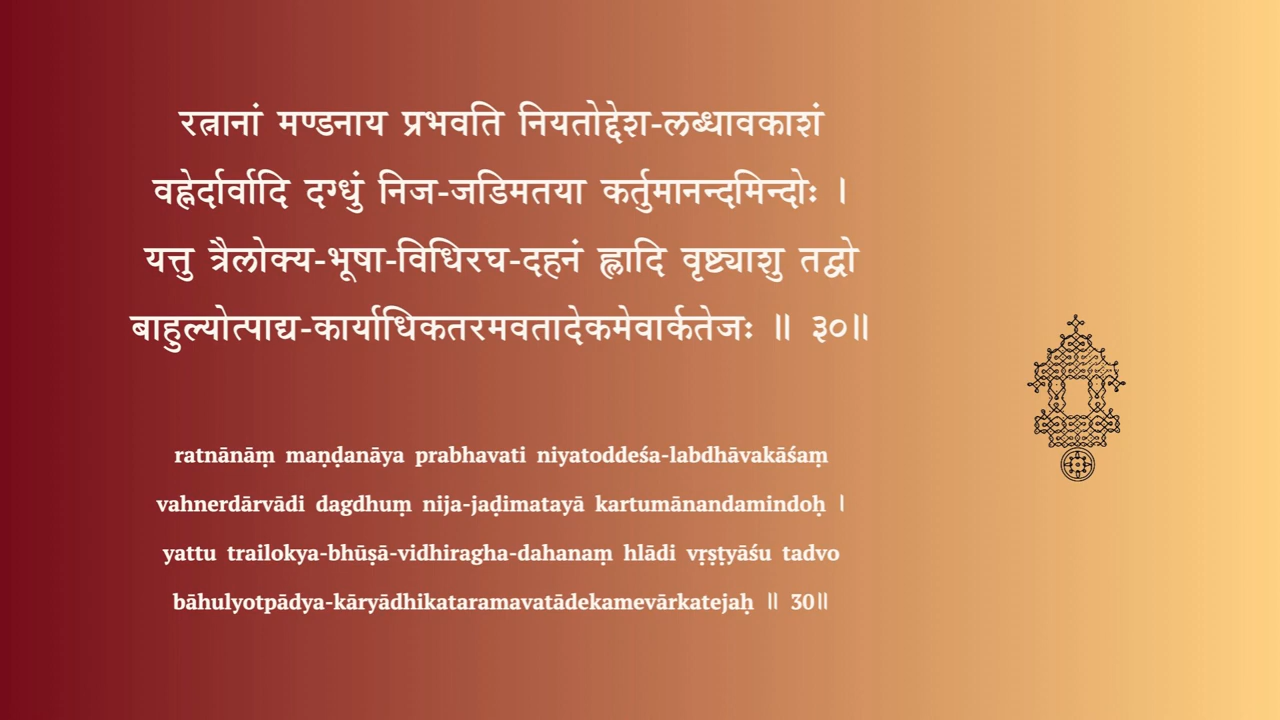 रत्नानां मण्डनाय प्रभवति नियतोद्देश-लब्धावकाशं
वह्नेर्दार्वादि दग्धुं निज-जडिमतया कर्तुमानन्दमिन्दोः ।
यत्तु त्रैलोक्य-भूषा-विधिरघ-दहनं ह्लादि वृष्ट्याशु तद्वो
बाहुल्योत्पाद्य-कार्याधिकतरमवतादेकमेवार्कतेजः ॥ ३०॥
ratnānāṃ maṇḍanāya prabhavati niyatoddeśa-labdhāvakāśaṃ
vahnerdārvādi dagdhuṃ nija-jaḍimatayā kartumānandamindoḥ ।
yattu trailokya-bhūṣā-vidhiragha-dahanaṃ hlādi vṛṣṭyāśu tadvo
bāhulyotpādya-kāryādhikataramavatādekamevārkatejaḥ ॥ 30॥